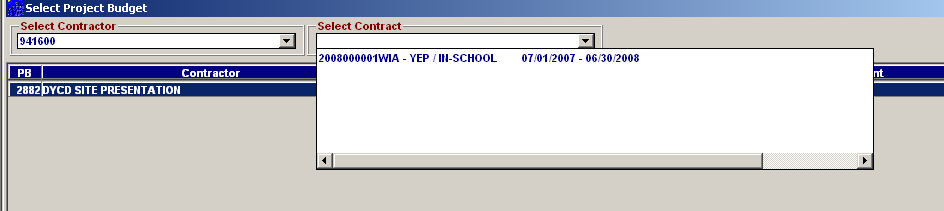 Select Project Budget
Select Contractor Select Contract
941600
2008000001WIA - YEP / IN-SCHOOL 07/01/2007 - 06/30/2008
PB Contractor nt
2882 DYCD SITE PRESENTATION